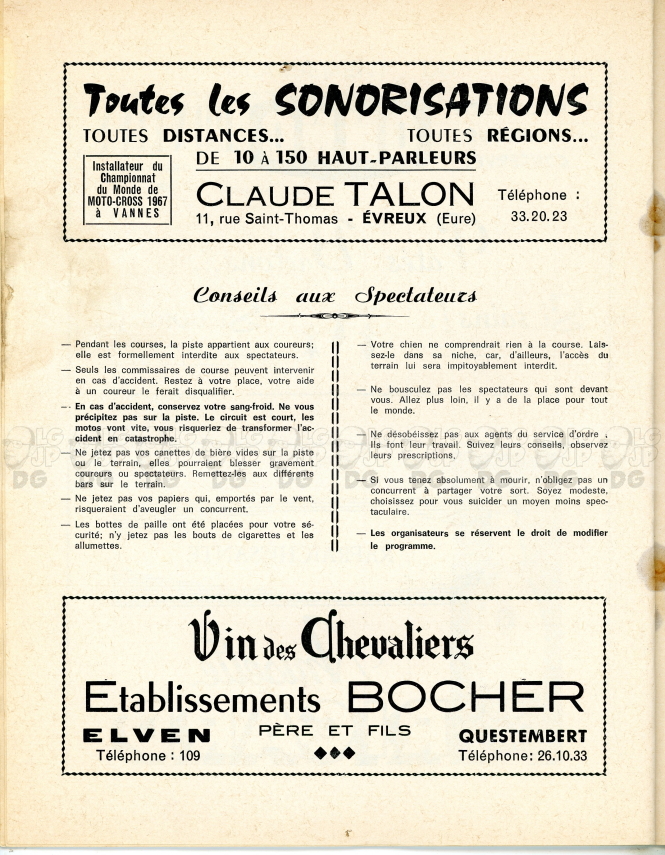 Toutes les SONORISATIONS
TOUTES DISTANCES... TOUTES RÉGIONS...
DE 10 à 150 HAUT-PARLEURS
Installateur du
Championnat
du Monde de
MOTO-CROSS 1967
à VANNES
CLAUDE TALON
11, rue Saint-Thomas - ÉVREUX (Eure)
Téléphone :
33.20.23
Conseils aux Spectateurs
— Pendant les courses, la piste appartient aux coureurs;
elle est formellement interdite aux spectateurs.
— Seuls les commissaires de course peuvent intervenir
en cas d'accident. Restez à votre place, votre aide
à un coureur le ferait disqualifier.
-· En cas d'accident, conservez votre sang-froid. Ne vous
précipitez pas sur la piste. Le circuit est court, les
motos vont vite, vous risqueriez de transformer l'ac-
cident en catastrophe.
— Ne jetez pas vos canettes de bière vides sur la piste
ou le terrain, elles pourraient blesser gravement
coureurs ou spectateurs. Remettez-les aux différents
bars sur le terrain.
— Ne jetez pas vos papiers qui, emportés par le vent,
risqueraient d'aveugler un concurrent.
— Les bottes de paille ont été placées pour votre sé-
curité; n'y jetez pas les bouts de cigarettes et les
allumettes.
— Votre chien ne comprendrait rien à la course. Lais-
sez-le dans sa niche, car, d'ailleurs, l'accès du
terrain lui sera impitoyablement interdit.
— Ne bousculez pas les spectateurs qui sont devant
vous. Allez plus loin, il y a de la place pour tout
le monde.
— Ne désobéissez pas aux agents du service d'ordre .
Ils font leur travail. Suivez leurs conseils, observez
leurs prescriptions.
— Si vous tenez absolument à mourir, n'obligez pas un
concurrent à partager votre sort. Soyez modeste,
choisissez pour vous suicider un moyen moins spec-
taculaire.
— Les organisateurs se réservent le droit de modifier
le programme.
Vin des Chevaliers
Etablissements BOCHER
ELVEN PÈRE ET FILS QUESTEMBERT
Téléphone : 109 Téléphone: 26.10.33